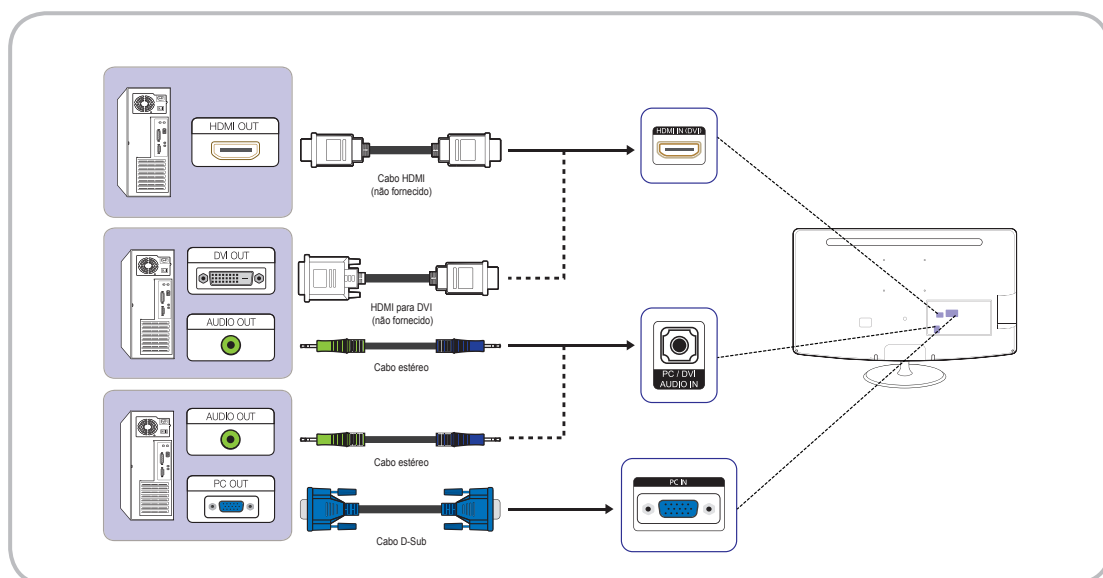 HDMI OUT
Cabo HDMI
(não fornecido)
HDMI IN (DVI)
DVI OUT
HDMI para DVI
(não fornecido)
AUDIO OUT
Cabo estéreo
PC / DVI
AUDIO IN
AUDIO OUT
Cabo estéreo
PC OUT
Cabo D-Sub
PC IN